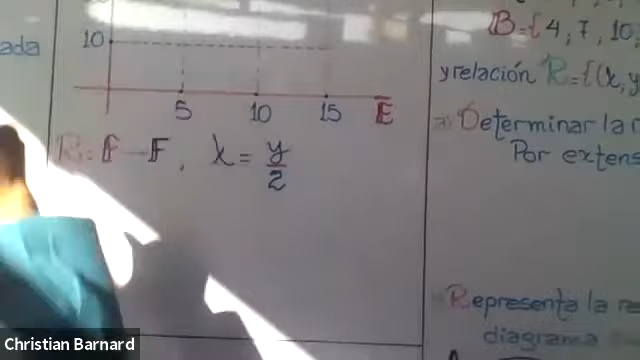 ada
10
5 10 15 E
R: F → F, x = y/2
B={4, 7, 10,
y relación R={(x,y
a) Determinar la r
Por extens
Representa la re
diagrama
Christian Barnard